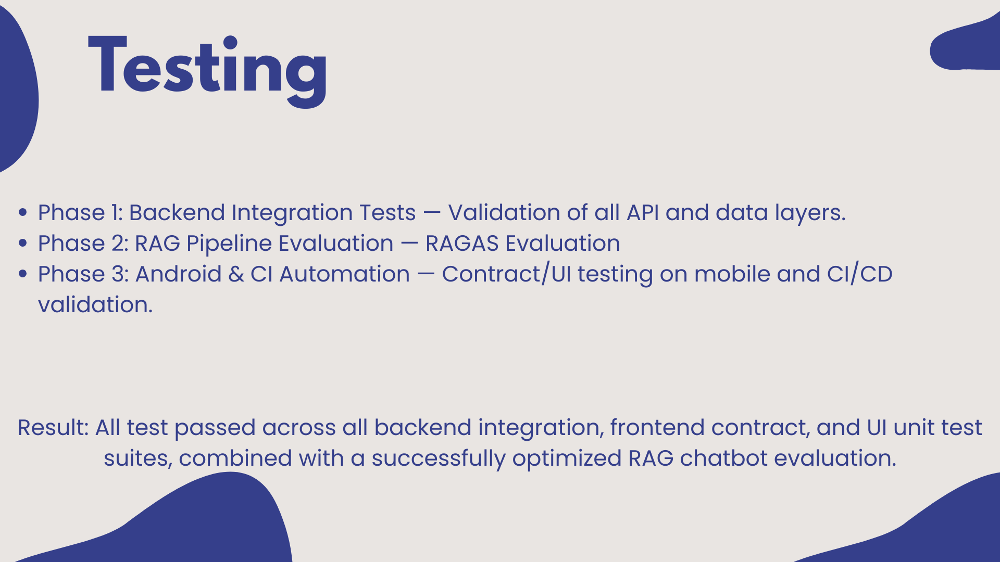 Testing
• Phase 1: Backend Integration Tests — Validation of all API and data layers.
• Phase 2: RAG Pipeline Evaluation — RAGAS Evaluation
• Phase 3: Android & CI Automation — Contract/UI testing on mobile and CI/CD
validation.
Result: All test passed across all backend integration, frontend contract, and UI unit test
suites, combined with a successfully optimized RAG chatbot evaluation.